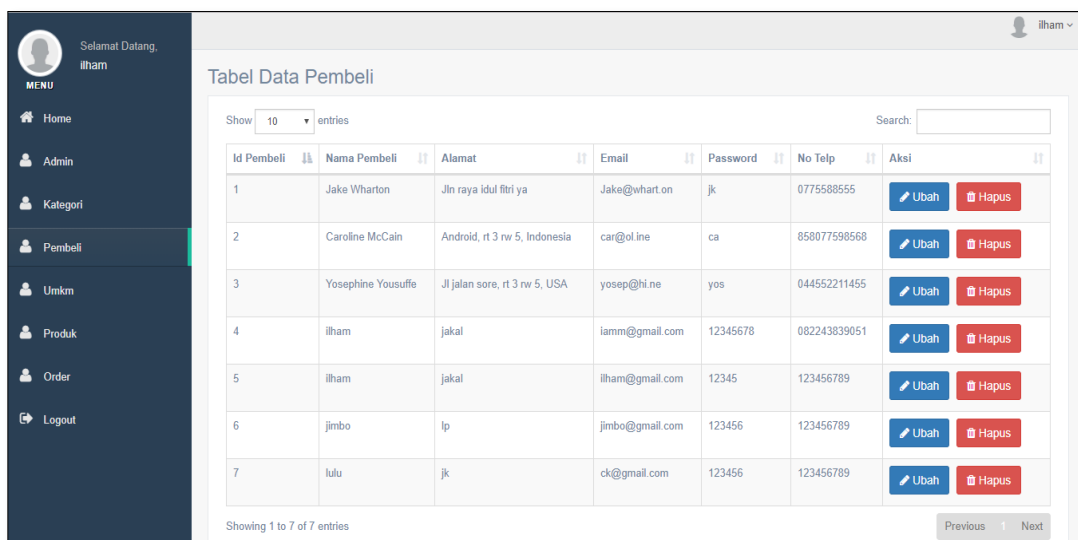 Selamat Datang,
ilham
MENU
Home
Admin
Kategori
Pembeli
Umkm
Produk
Order
Logout
ilham
Tabel Data Pembeli
Show 10 entries Search:
Id Pembeli Nama Pembeli Alamat Email Password No Telp Aksi
1 Jake Wharton Jln raya idul fitri ya Jake@whart.on jk 0775588555 Ubah Hapus
2 Caroline McCain Android, rt 3 rw 5, Indonesia car@ol.ine ca 858077598568 Ubah Hapus
3 Yosephine Yousuffe Jl jalan sore, rt 3 rw 5, USA yosep@hi.ne yos 044552211455 Ubah Hapus
4 ilham jakal iamm@gmail.com 12345678 082243839051 Ubah Hapus
5 ilham jakal ilham@gmail.com 12345 123456789 Ubah Hapus
6 jimbo lp jimbo@gmail.com 123456 123456789 Ubah Hapus
7 lulu jk ck@gmail.com 123456 123456789 Ubah Hapus
Showing 1 to 7 of 7 entries Previous 1 Next